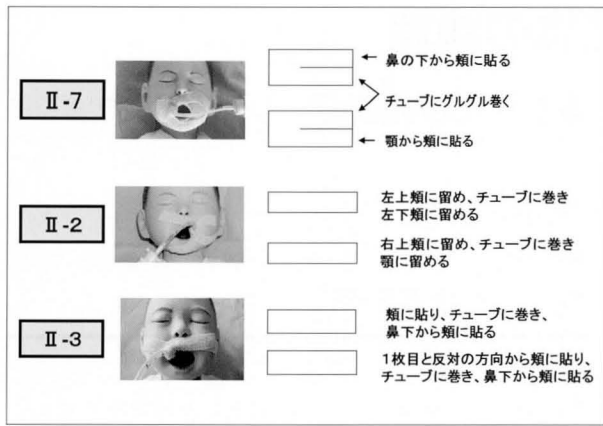 Ⅱ-7
鼻の下から頬に貼る
チューブにグルグル巻く
顎から頬に貼る
Ⅱ-2
左上頬に留め、チューブに巻き
左下頬に留める
右上頬に留め、チューブに巻き
顎に留める
Ⅱ-3
頬に貼り、チューブに巻き、
鼻下から頬に貼る
1枚目と反対の方向から頬に貼り、
チューブに巻き、鼻下から頬に貼る